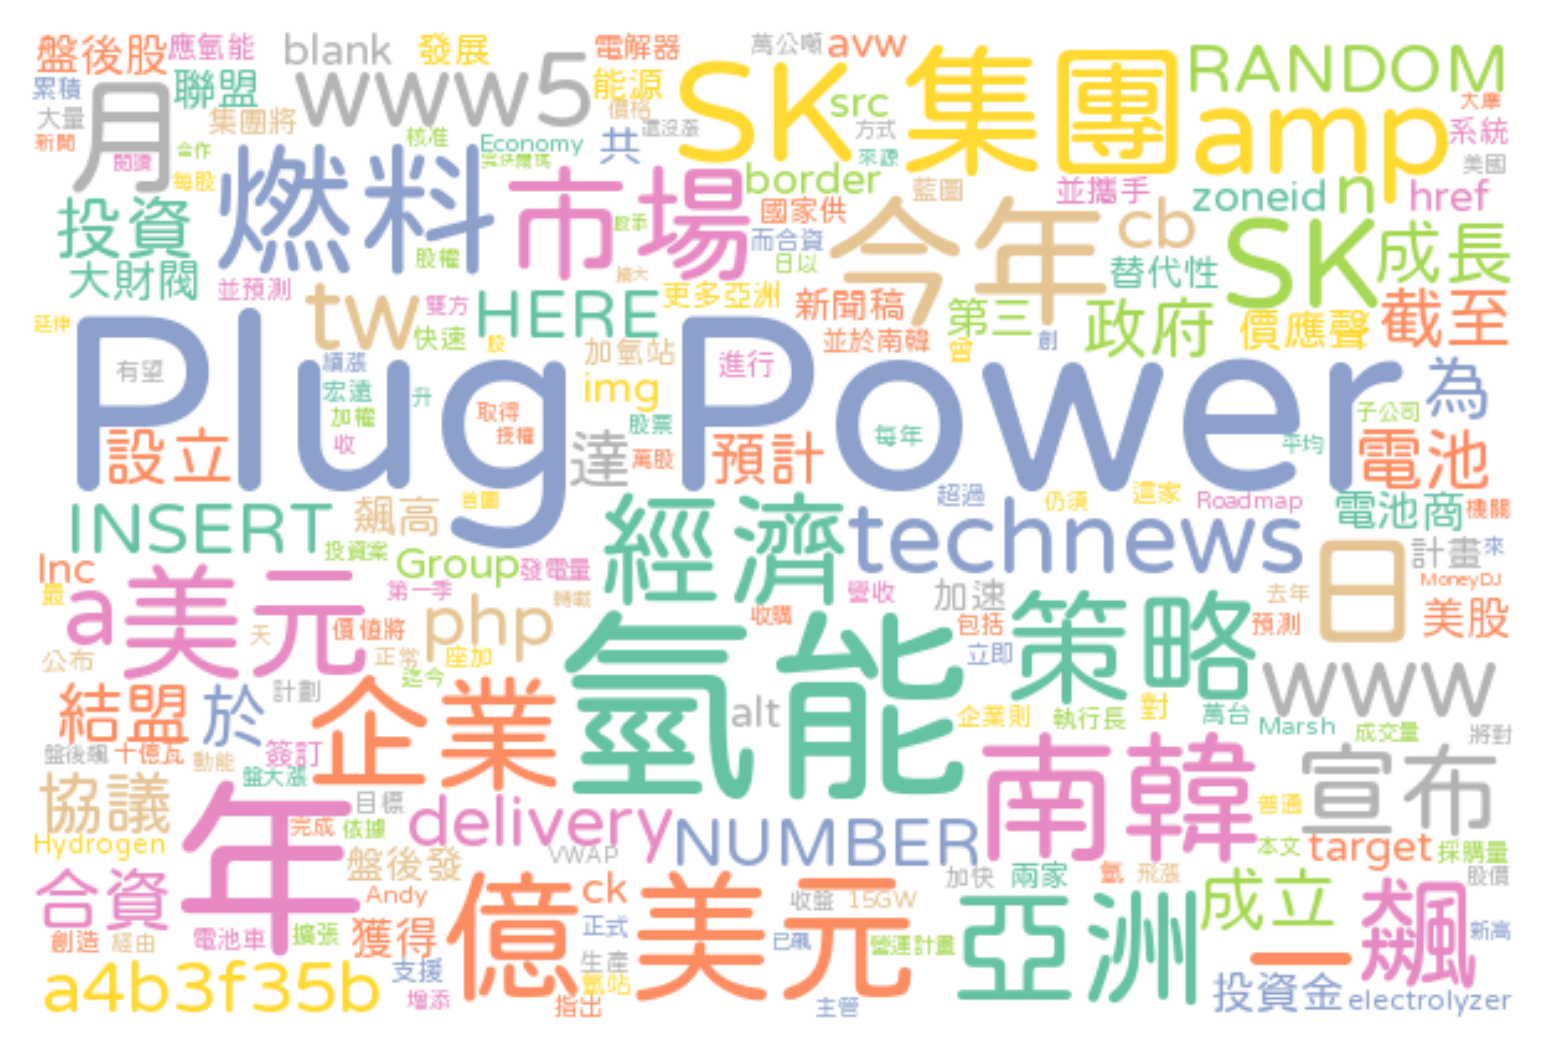 盤後股 應氫能 blank 發展 電解器 萬公噸 avw SK 集團 RANDOM
累積 聯盟 www5 能源 src amp 大庫
大量 月 集團將 價格 還沒漲 方式 系統
新聞 閱讀 合作 核准 Economy 共 來源 美國
每股 燃料 市場 border 藍圖 並攜手 zoneid n href
投資 股權 國家供 今年 cb SK 成長
大財閥 並預測 擴大 而合資 日以 替代性
延伸 tw 雙方 HERE 更多亞洲 新聞稿 第三 政府 價應聲 截至
快速 股 加氫站 並於南韓 曾 創
Plug Power
有望 續漲 宏遠 升 img 進行 為
加權 取得 股票 每年 子公司
設立 收 授權 達 萬股 預計 平均 電池
INSERT 飆高 首圖 經濟 超過 仍須 這家 Roadmap 電池商 機關
投資案 technews 日 計畫 來
Inc Group 發電量 MoneyDJ
最 a 美元 第一季 php 轉載 營收 加速 策略 去年 美股
天 價值將 收購 氫能 包括 預測
公布 正常 座加 立即 www
結盟 於 計劃 迄今 企業 alt 企業則 執行長 對 萬台
盤後飆 十億瓦 簽訂 Marsh 成交量 將對
動能 盤大漲 南韓 宣布
協議 年 目標 delivery NUMBER 普通
Hydrogen 完成 依據 VWAP 本文 target 採購量
合資 盤後發 ck 加快 兩家 氫 飛漲 成立 股價
Andy 億美元 收盤 15GW 亞洲 一 飆
創造 經由 電池車 擴張 獲得 正式 已飆 營運計畫 新高
a4b3f35b 支援 生產 氫站 投資金 electrolyzer
增添 指出 主管